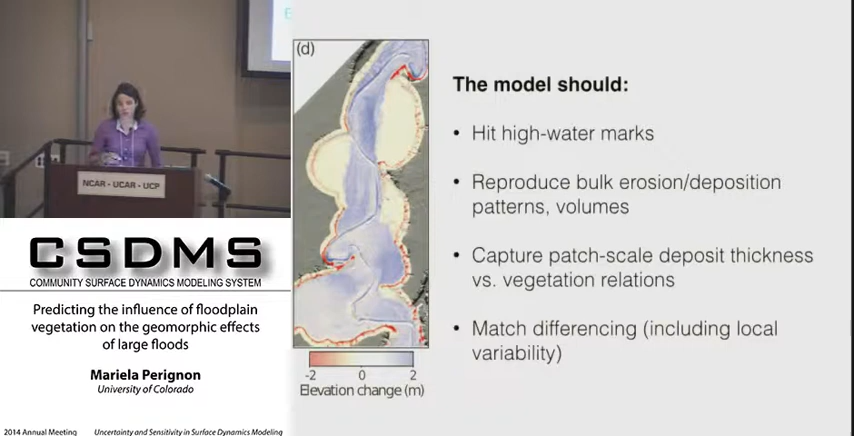 NCAR - UCAR - UCP
CSDMS
COMMUNITY SURFACE DYNAMICS MODELING SYSTEM
Predicting the influence of floodplain
vegetation on the geomorphic effects
of large floods
Mariela Perignon
University of Colorado
2014 Annual Meeting
Uncertainty and Sensitivity in Surface Dynamics Modeling
(d)
-2 0 2
Elevation change (m)
The model should:
• Hit high-water marks
• Reproduce bulk erosion/deposition
patterns, volumes
• Capture patch-scale deposit thickness
vs. vegetation relations
• Match differencing (including local
variability)